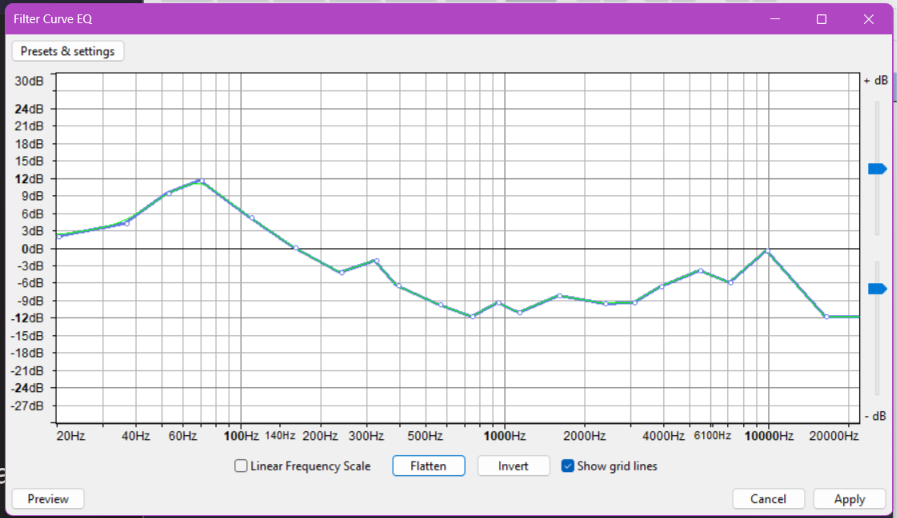 Filter Curve EQ
Presets & settings
30dB
24dB
21dB
18dB
15dB
12dB
9dB
6dB
3dB
0dB
-3dB
-6dB
-9dB
-12dB
-15dB
-18dB
-21dB
-24dB
-27dB
+ dB
- dB
20Hz 40Hz 60Hz 100Hz 140Hz 200Hz 300Hz 500Hz 1000Hz 2000Hz 4000Hz 6100Hz 10000Hz 20000Hz
Linear Frequency Scale Flatten Invert Show grid lines
Preview Cancel Apply